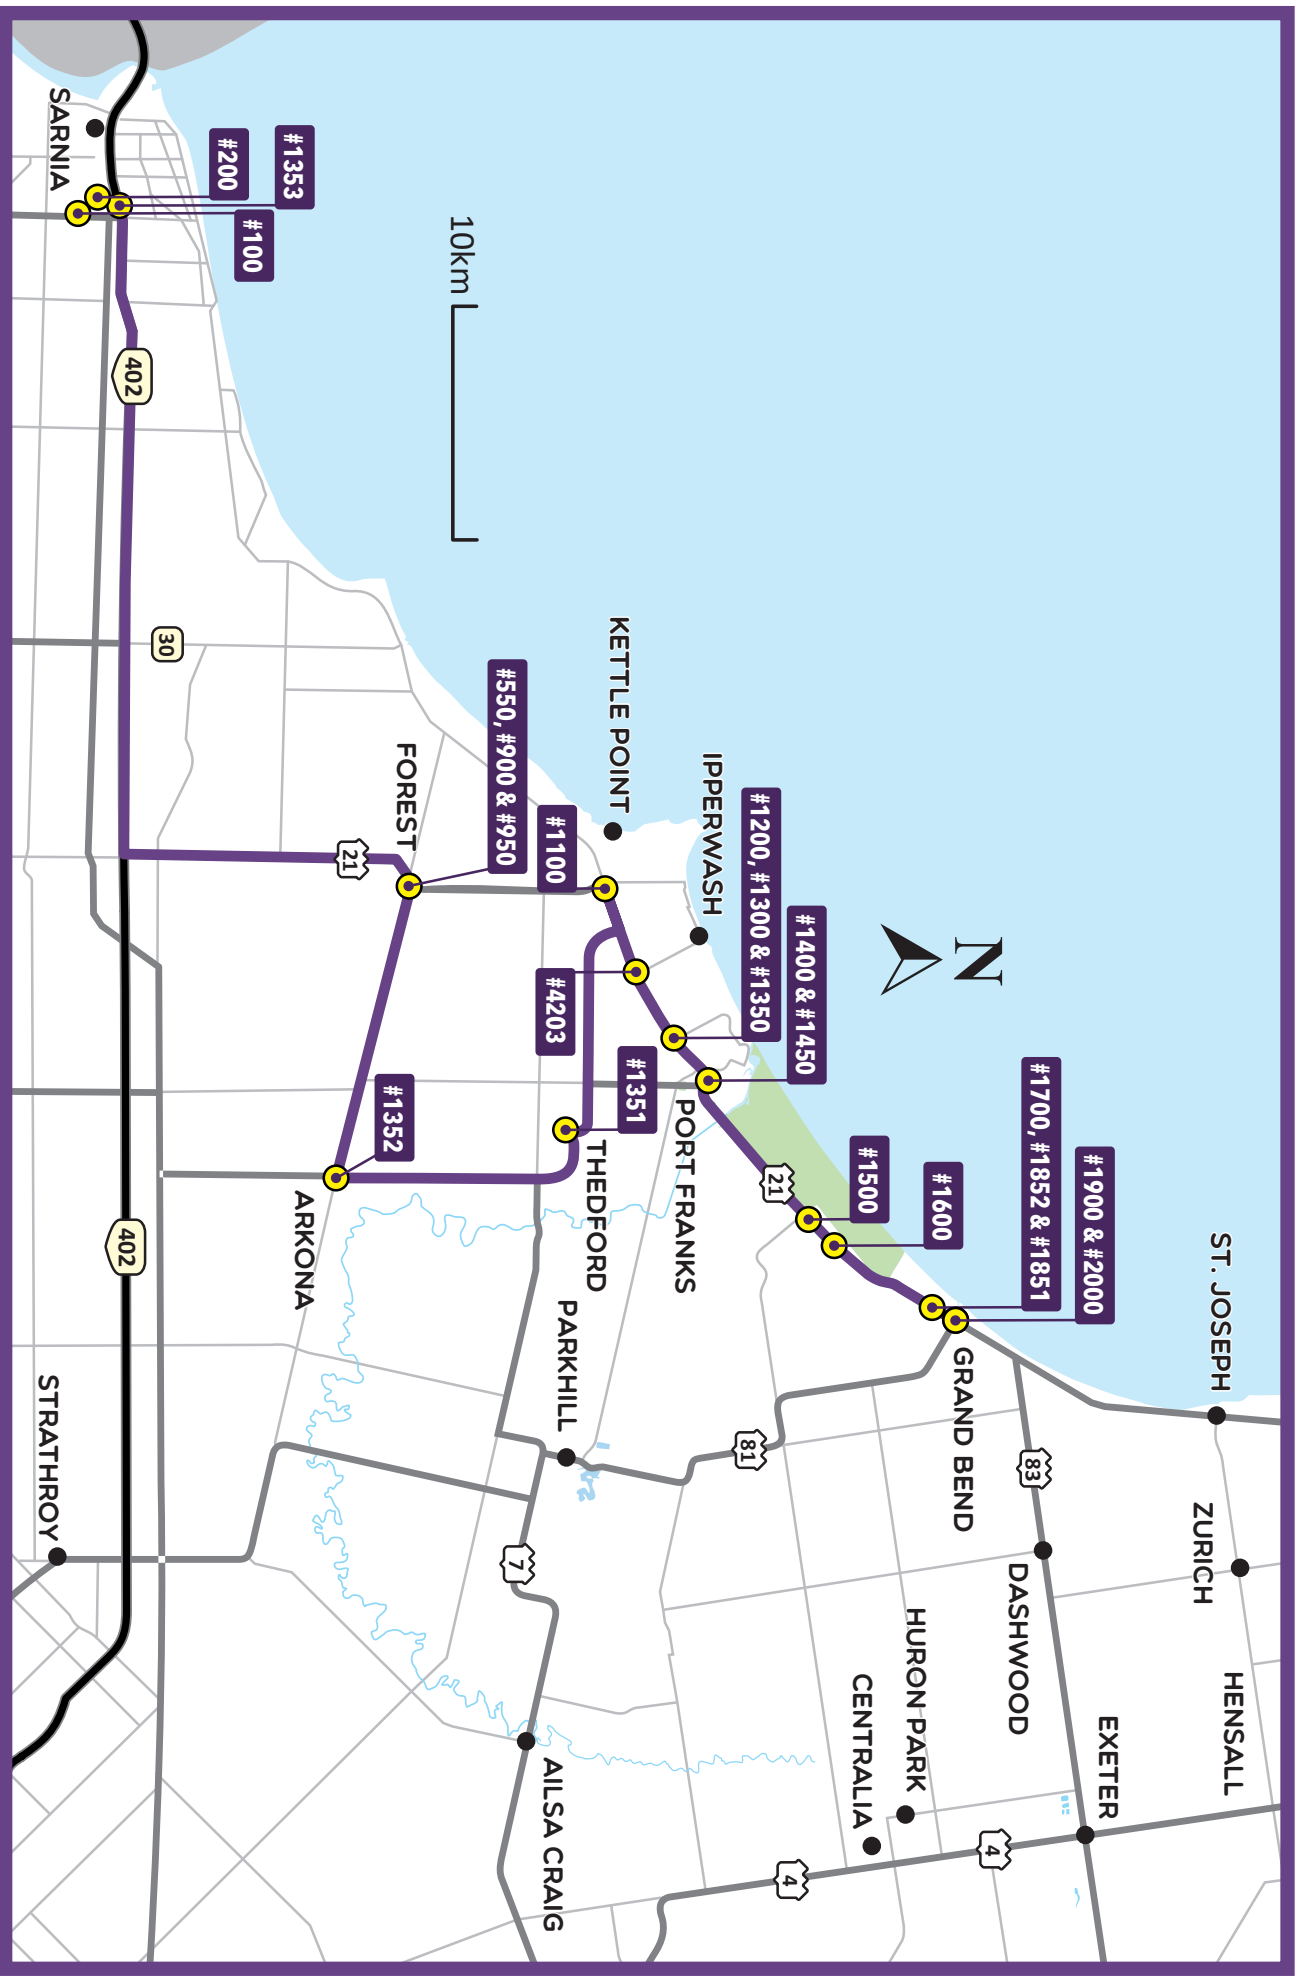 ST. JOSEPH
ZURICH
HENSALL
#1900 & #2000
#1700, #1852 & #1851
83
DASHWOOD
EXETER
N
GRAND BEND
#1600
#1500
HURON PARK
4
CENTRALIA
#1400 & #1450
#1200, #1300 & #1350
21
81
4
IPPERWASH
PORT FRANKS
KETTLE POINT
#1351
THEDFORD
#1100
#4203
PARKHILL
AILSA CRAIG
7
#550, #900 & #950
10km
FOREST
#1352
21
ARKONA
#1353
#100
#200
30
402
402
SARNIA
STRATHROY